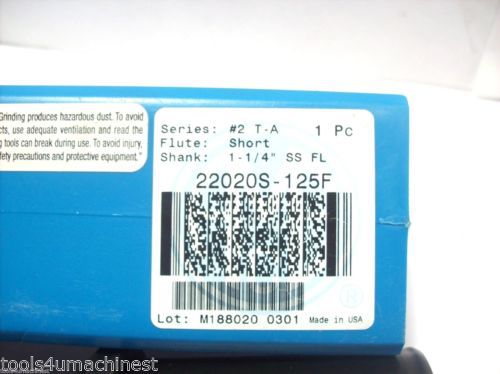 Grinding produces hazardous dust. To avoid
cts, use adequate ventilation and read the
g tools can break during use. To avoid injury,
fety precautions and protective equipment."
Series: #2 T-A 1 Pc
Flute: Short
Shank: 1-1/4" SS FL
22020S-125F
®
Lot: M188020 0301 Made in USA
tools4umachinest